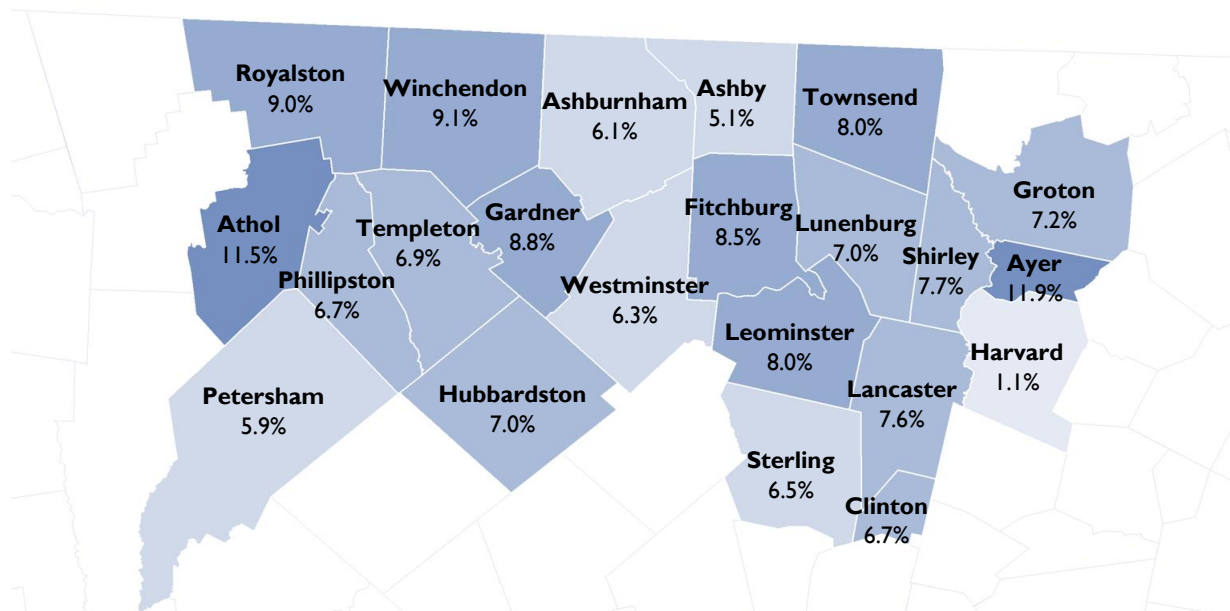 Royalston
9.0%
Winchendon
9.1%
Ashburnham
6.1%
Ashby
5.1%
Townsend
8.0%
Athol
11.5%
Phillipston
6.7%
Templeton
6.9%
Gardner
8.8%
Westminster
6.3%
Fitchburg
8.5%
Lunenburg
7.0%
Shirley
7.7%
Groton
7.2%
Ayer
11.9%
Harvard
1.1%
Petersham
5.9%
Hubbardston
7.0%
Leominster
8.0%
Lancaster
7.6%
Sterling
6.5%
Clinton
6.7%